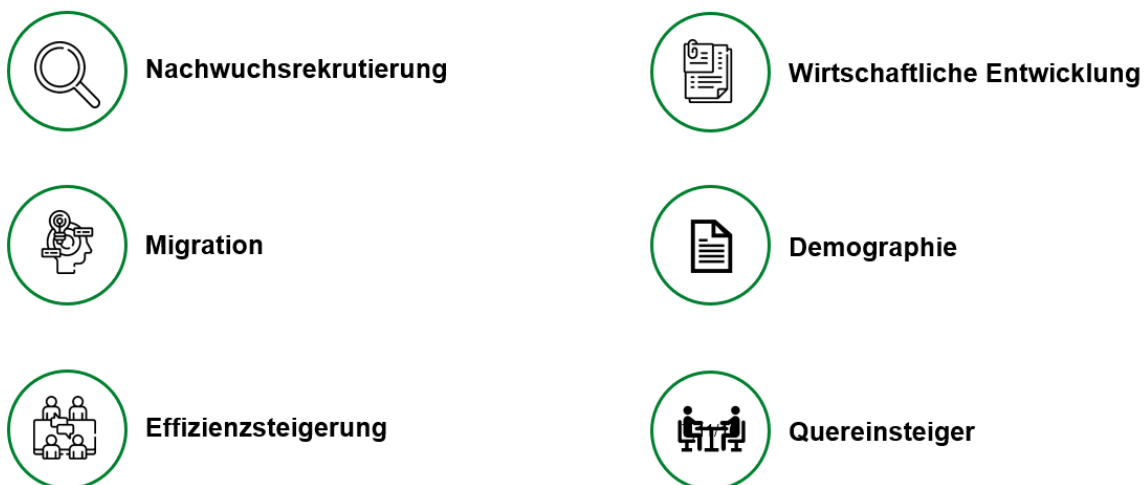 Nachwuchsrekrutierung
Wirtschaftliche Entwicklung
Migration
Demographie
Effizienzsteigerung
Quereinsteiger